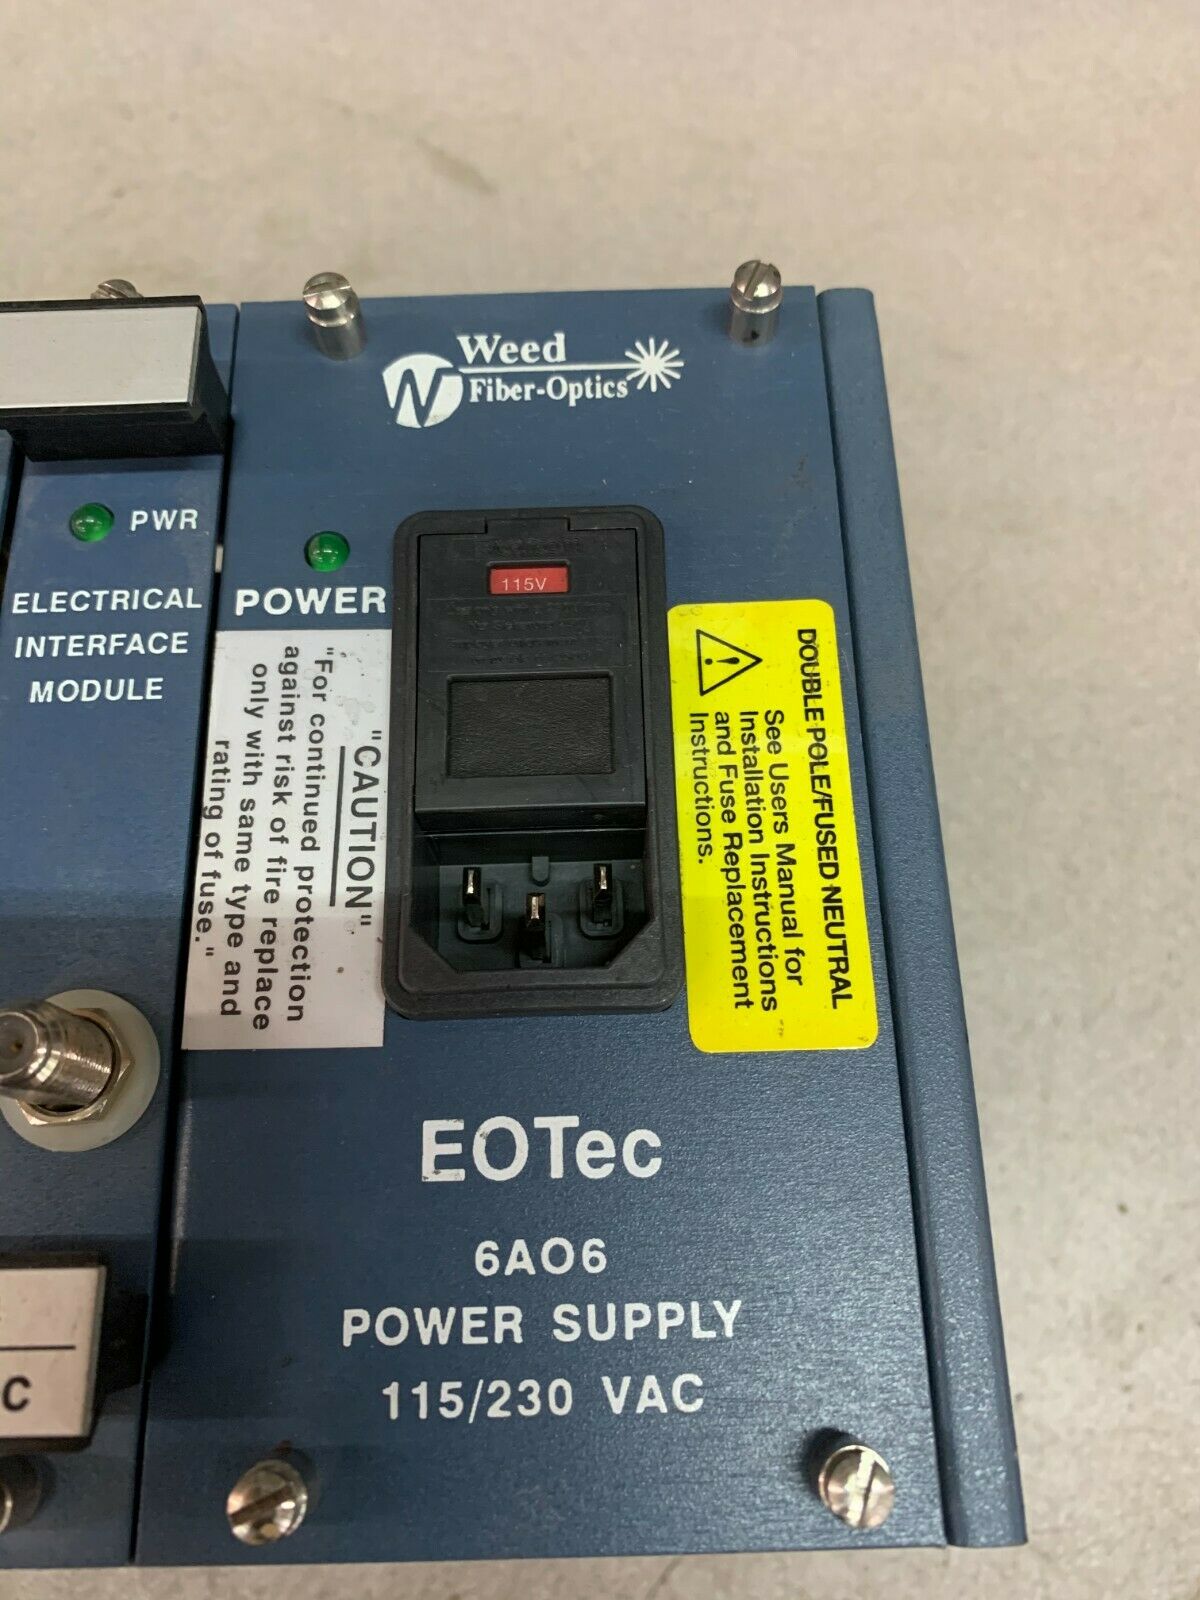 Weed
Fiber-Optics
PWR
ELECTRICAL
INTERFACE
MODULE
POWER
115V
"CAUTION"
"For continued protection
against risk of fire replace
only with same type and
rating of fuse."
DOUBLE POLE/FUSED NEUTRAL
See Users Manual for
Installation Instructions
and Fuse Replacement
Instructions.
EOTec
6AO6
POWER SUPPLY
115/230 VAC
C